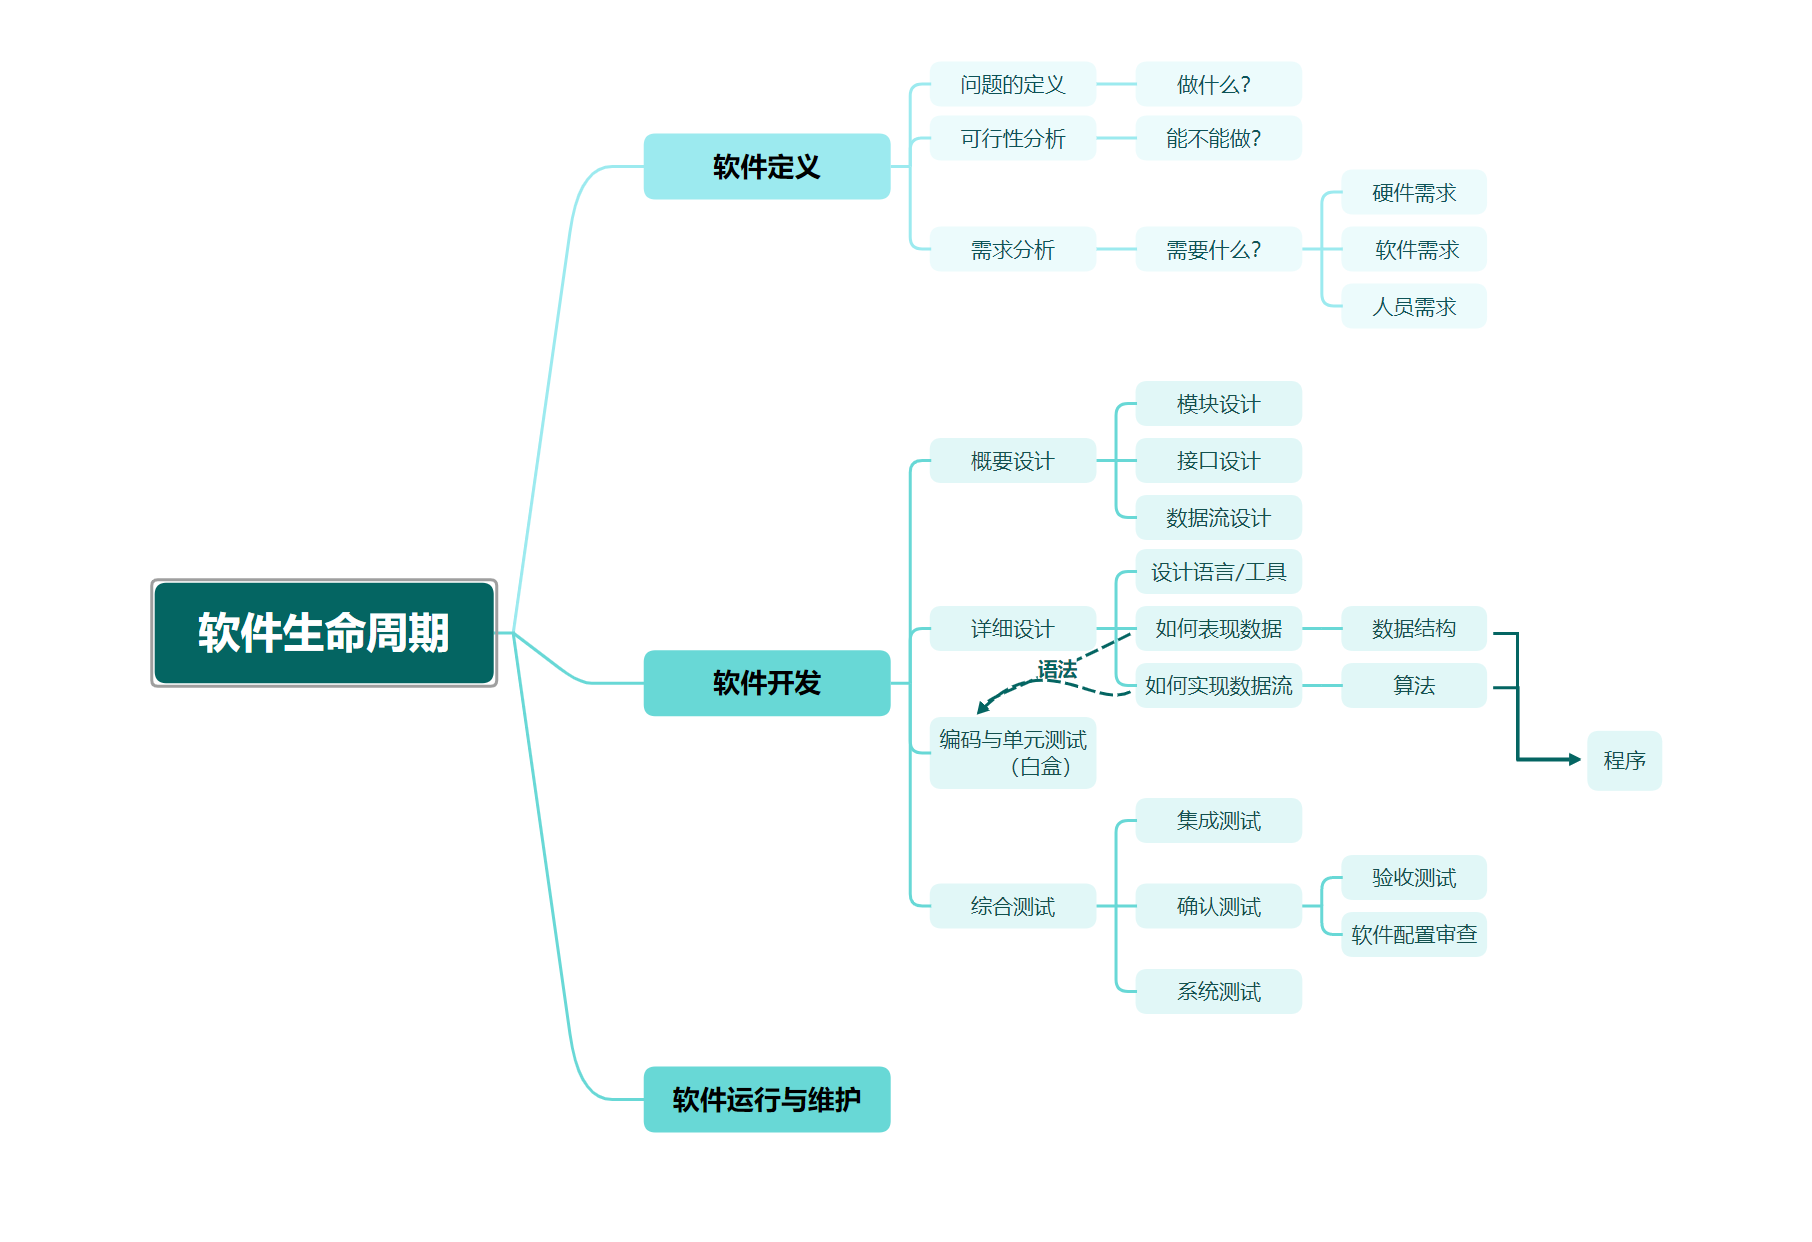 软件生命周期
软件定义
问题的定义
做什么?
可行性分析
能不能做?
需求分析
需要什么?
硬件需求
软件需求
人员需求
软件开发
概要设计
模块设计
接口设计
数据流设计
详细设计
设计语言/工具
如何表现数据
数据结构
如何实现数据流
算法
语法
程序
编码与单元测试
（白盒）
综合测试
集成测试
确认测试
验收测试
软件配置审查
系统测试
软件运行与维护